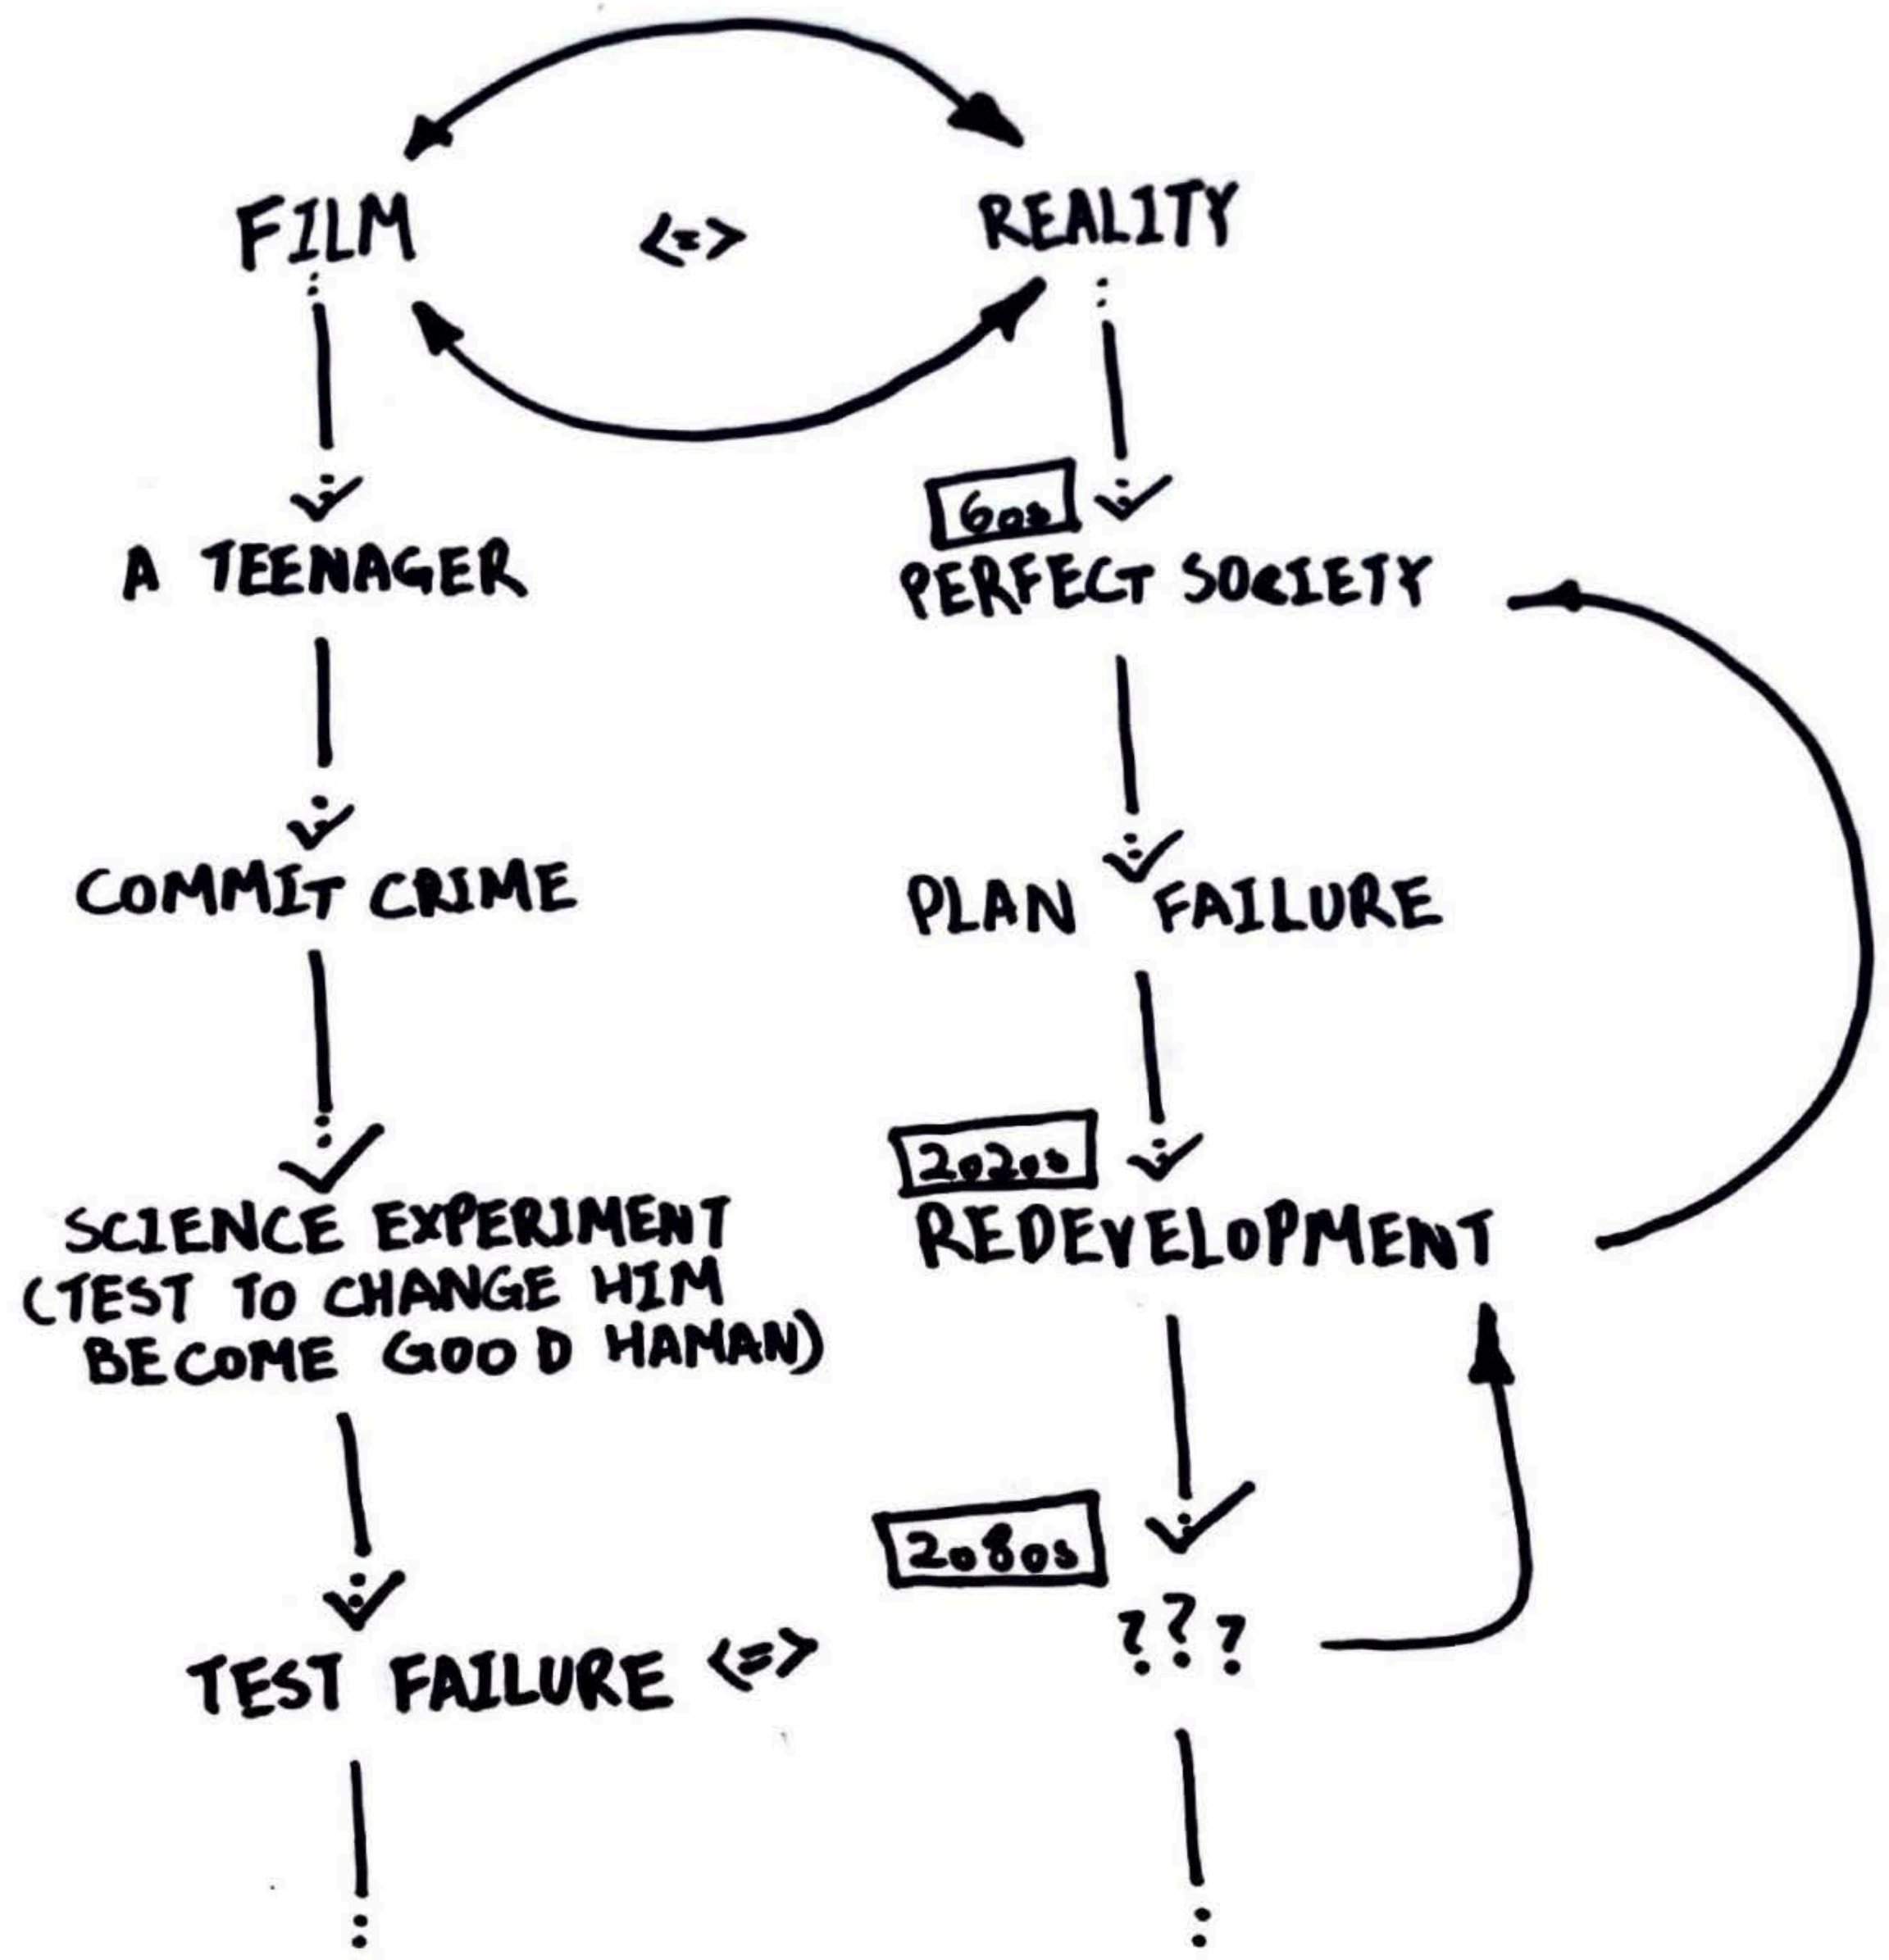 FILM <=> REALITY
A TEENAGER
COMMIT CRIME
SCIENCE EXPERIMENT
(TEST TO CHANGE HIM
BECOME GOOD HAMAN)
TEST FAILURE <=>
60s
PERFECT SOCIETY
PLAN FAILURE
2020s
REDEVELOPMENT
2080s
???